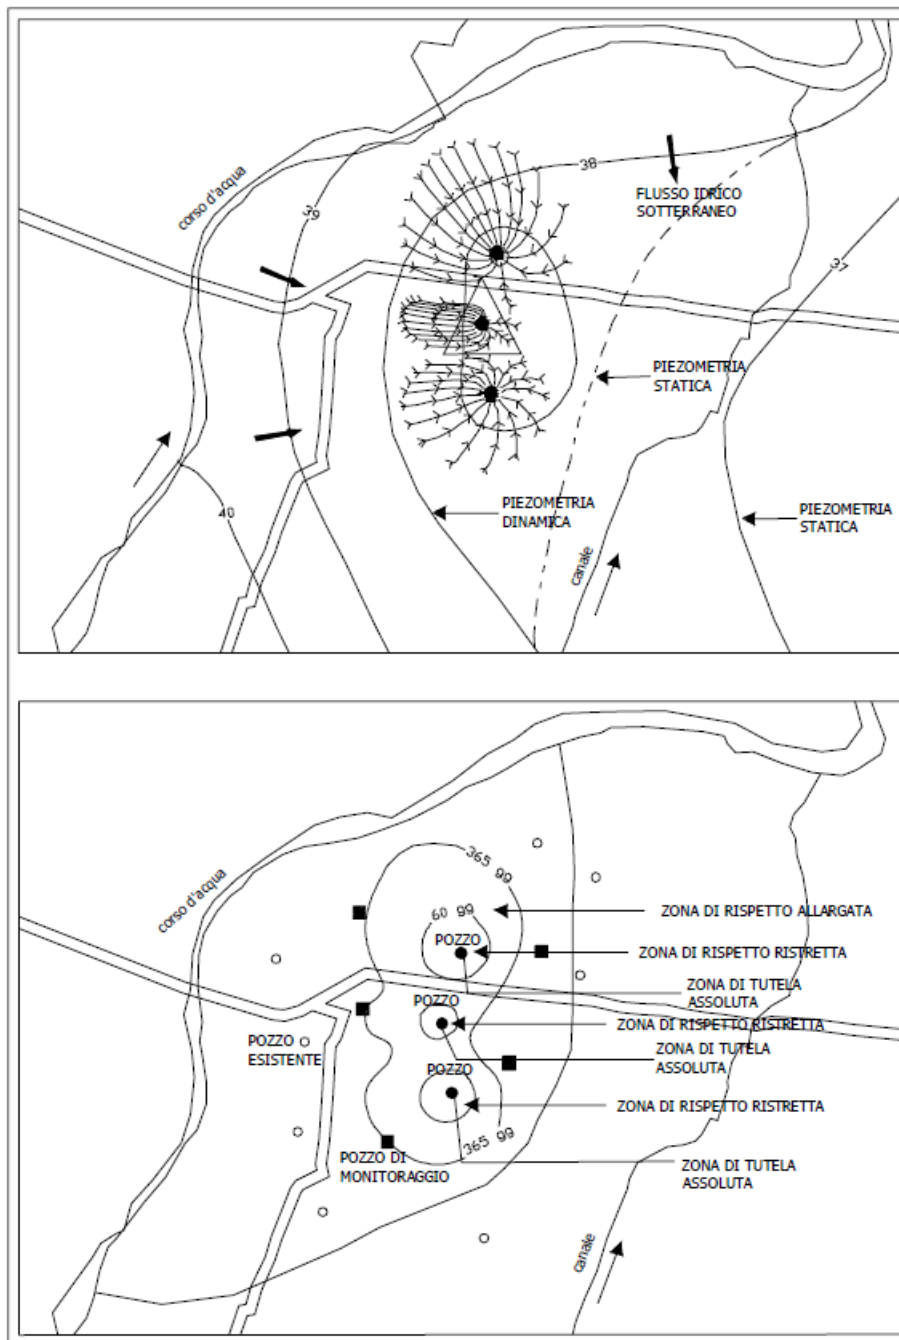 corso d'acqua
38
FLUSSO IDRICO
SOTTERRANEO
39
37
PIEZOMETRIA
STATICA
PIEZOMETRIA
DINAMICA
PIEZOMETRIA
STATICA
40
canale
corso d'acqua
365 gg
60 gg
ZONA DI RISPETTO ALLARGATA
POZZO
ZONA DI RISPETTO RISTRETTA
ZONA DI TUTELA
ASSOLUTA
POZZO
ZONA DI RISPETTO RISTRETTA
POZZO
ESISTENTE
ZONA DI TUTELA
ASSOLUTA
POZZO
ZONA DI RISPETTO RISTRETTA
365 gg
POZZO DI
MONITORAGGIO
ZONA DI TUTELA
ASSOLUTA
canale